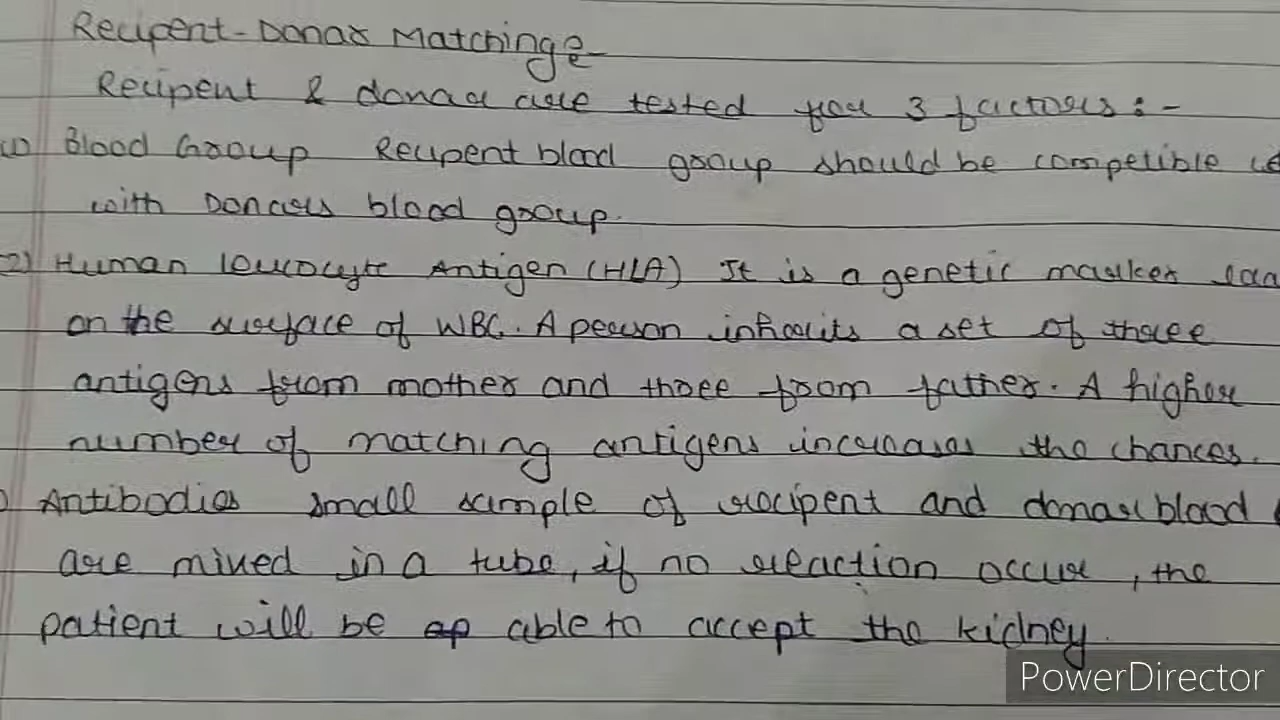 Recipent-Donar Matching:-
Recipent & donar are tested for 3 factors:-
(1) Blood Group Recipent blood group should be competible
with Donars blood group.
2) Human leucocyte Antigen (HLA) It is a genetic marker
on the surface of WBC. A person inherits a set of three
antigens from mother and three from father. A higher
number of matching antigens increases the chances.
) Antibodies small sample of recipent and donar blood
are mixed in a tube, if no reaction occur, the
patient will be able to accept the kidney.
PowerDirector